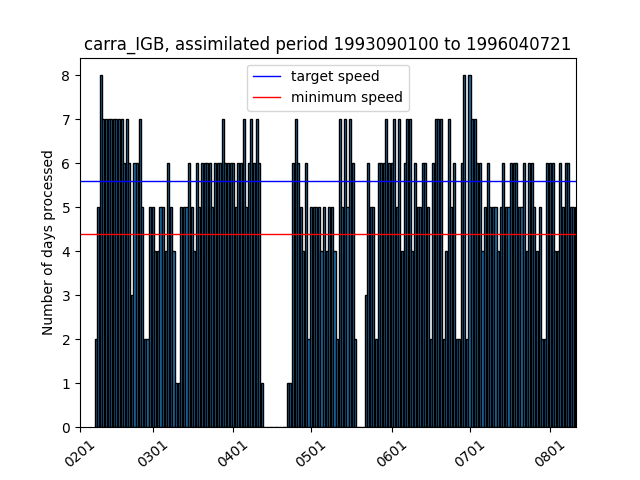 carra_IGB, assimilated period 1993090100 to 1996040721
target speed
minimum speed
Number of days processed
8
7
6
5
4
3
2
1
0
0201 0301 0401 0501 0601 0701 0801